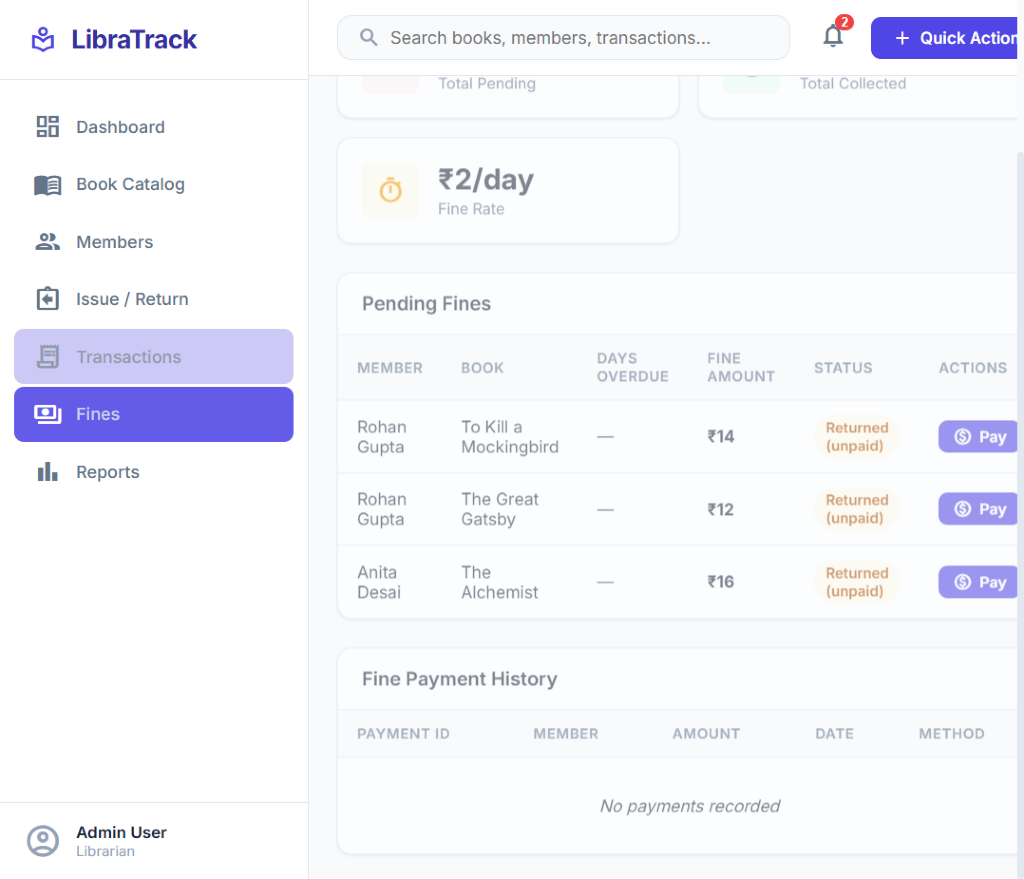 LibraTrack
Search books, members, transactions...
2
Quick Action
Dashboard
Book Catalog
Members
Issue / Return
Transactions
Fines
Reports
Admin User
Librarian
Total Pending
Total Collected
₹2/day
Fine Rate
Pending Fines
MEMBER BOOK DAYS OVERDUE FINE AMOUNT STATUS ACTIONS
Rohan Gupta To Kill a Mockingbird — ₹14 Returned (unpaid) Pay
Rohan Gupta The Great Gatsby — ₹12 Returned (unpaid) Pay
Anita Desai The Alchemist — ₹16 Returned (unpaid) Pay
Fine Payment History
PAYMENT ID MEMBER AMOUNT DATE METHOD
No payments recorded